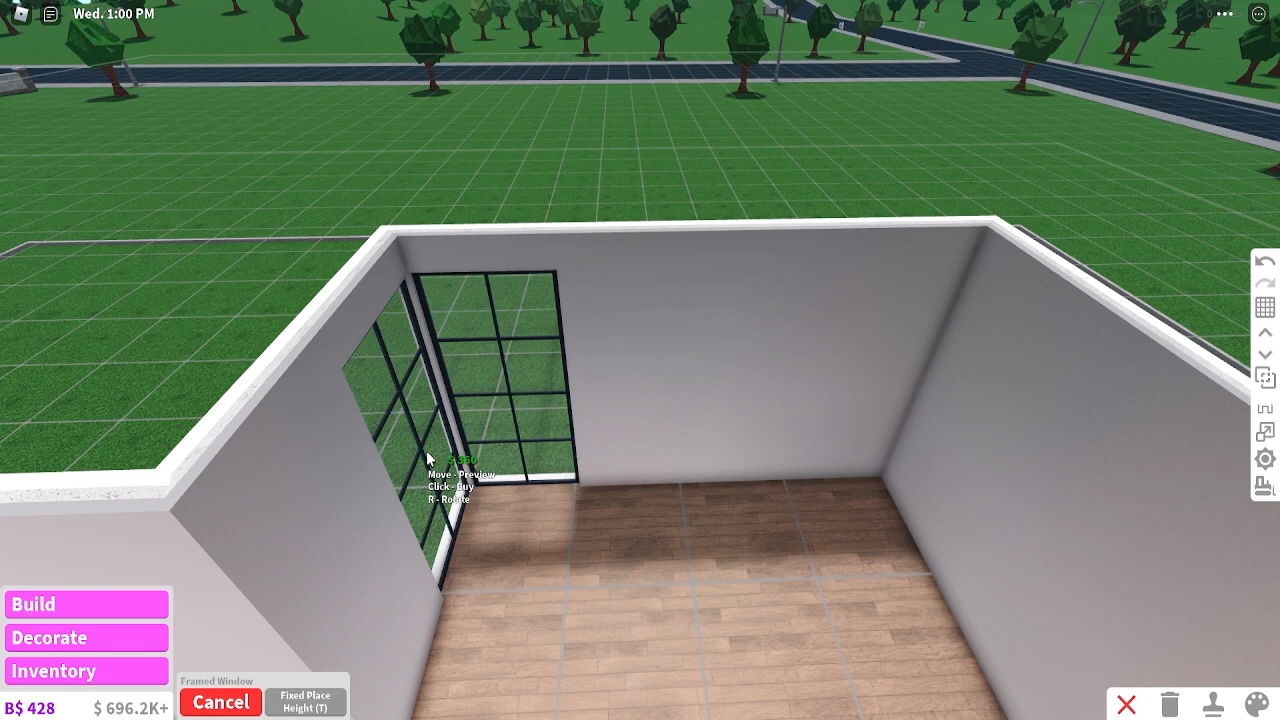 Wed. 1:00 PM
$ 360
Move - Preview
Click - Buy
R - Rotate
Build
Decorate
Inventory
B$ 428
$ 696.2K+
Framed Window
Cancel
Fixed Place
Height (T)